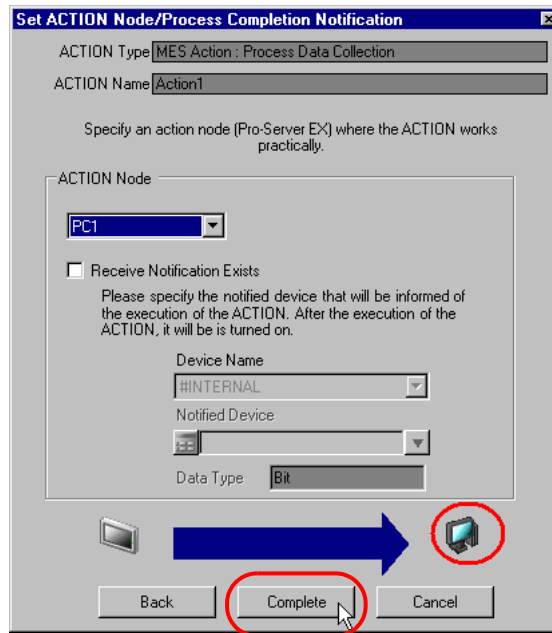 Set ACTION Node/Process Completion Notification
ACTION Type MES Action : Process Data Collection
ACTION Name Action1
Specify an action node (Pro-Server EX) where the ACTION works
practically.
ACTION Node
PC1
Receive Notification Exists
Please specify the notified device that will be informed of
the execution of the ACTION. After the execution of the
ACTION, it will be is turned on.
Device Name
#INTERNAL
Notified Device
Data Type Bit
Back Complete Cancel